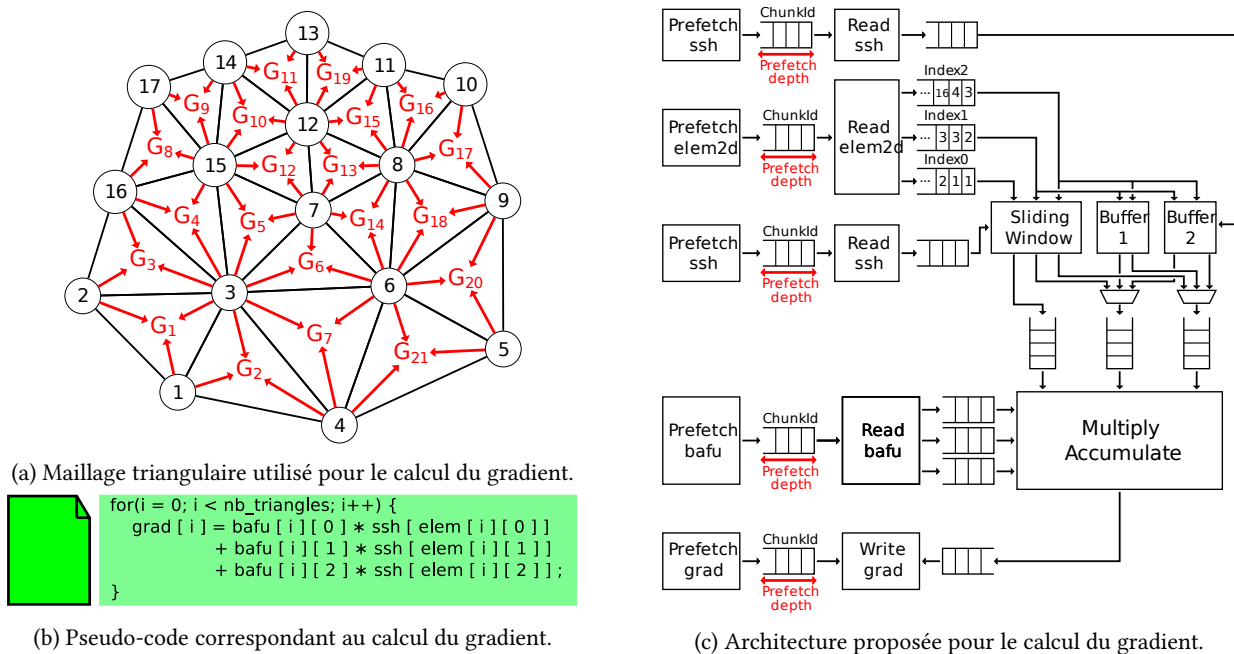 13
14
11
17
10
G11
G19
G9
G16
G10
12
G15
G8
G17
15
G12
G13
8
16
9
7
G4
G5
G14
G18
G3
G6
G20
2
3
6
G1
G7
5
G2
G21
1
4
(a) Maillage triangulaire utilisé pour le calcul du gradient.
for(i = 0; i < nb_triangles; i++) {
grad [ i ] = bafu [ i ] [ 0 ] ∗ ssh [ elem [ i ] [ 0 ] ]
+ bafu [ i ] [ 1 ] ∗ ssh [ elem [ i ] [ 1 ] ]
+ bafu [ i ] [ 2 ] ∗ ssh [ elem [ i ] [ 2 ] ] ;
}
(b) Pseudo-code correspondant au calcul du gradient.
Prefetch
ssh
ChunkId
Prefetch
depth
Read
ssh
Prefetch
elem2d
ChunkId
Prefetch
depth
Read
elem2d
Index2
... 16 4 3
Index1
... 3 3 2
Index0
... 2 1 1
Prefetch
ssh
ChunkId
Prefetch
depth
Read
ssh
Sliding
Window
Buffer
1
Buffer
2
Prefetch
bafu
ChunkId
Prefetch
depth
Read
bafu
Multiply
Accumulate
Prefetch
grad
ChunkId
Prefetch
depth
Write
grad
(c) Architecture proposée pour le calcul du gradient.